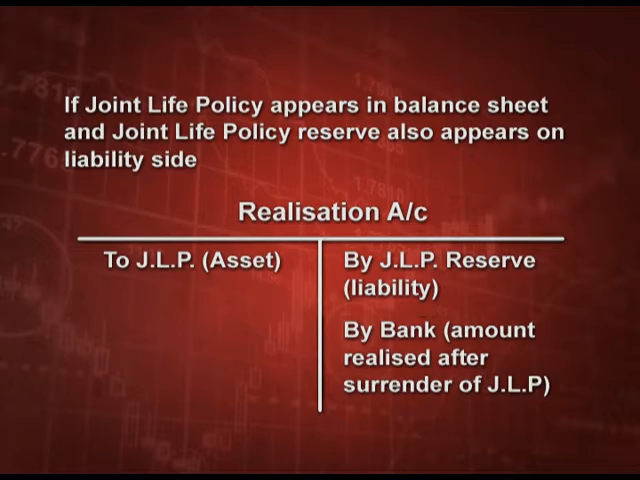 If Joint Life Policy appears in balance sheet
and Joint Life Policy reserve also appears on
liability side
Realisation A/c
To J.L.P. (Asset)
By J.L.P. Reserve
(liability)
By Bank (amount
realised after
surrender of J.L.P)